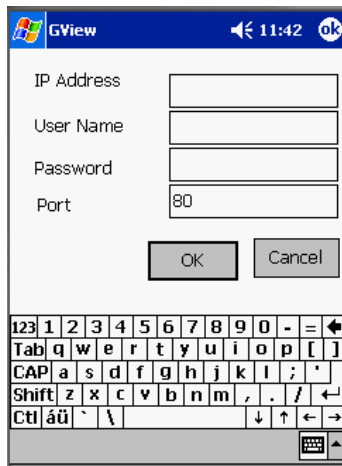 GView 11:42 ok
IP Address
User Name
Password
Port 80
OK Cancel
123 1 2 3 4 5 6 7 8 9 0 - =
Tab q w e r t y u i o p [ ]
CAP a s d f g h j k l ; '
Shift z x c v b n m , . /
Ctl áü ` \